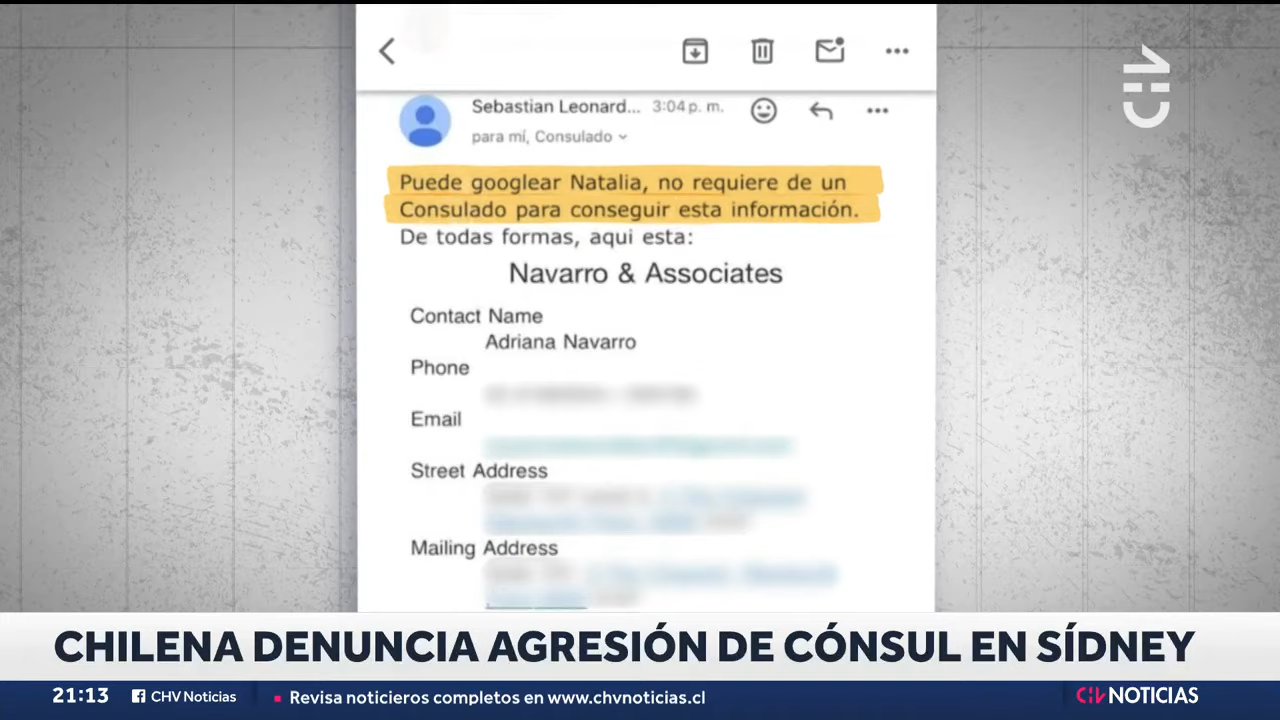 CHV
Sebastian Leonard... 3:04 p. m.
para mí, Consulado
Puede googlear Natalia, no requiere de un
Consulado para conseguir esta información.
De todas formas, aqui esta:
Navarro & Associates
Contact Name
Adriana Navarro
Phone
Email
Street Address
Mailing Address
CHILENA DENUNCIA AGRESIÓN DE CÓNSUL EN SÍDNEY
21:13 CHV Noticias Revisa noticieros completos en www.chvnoticias.cl CHV NOTICIAS